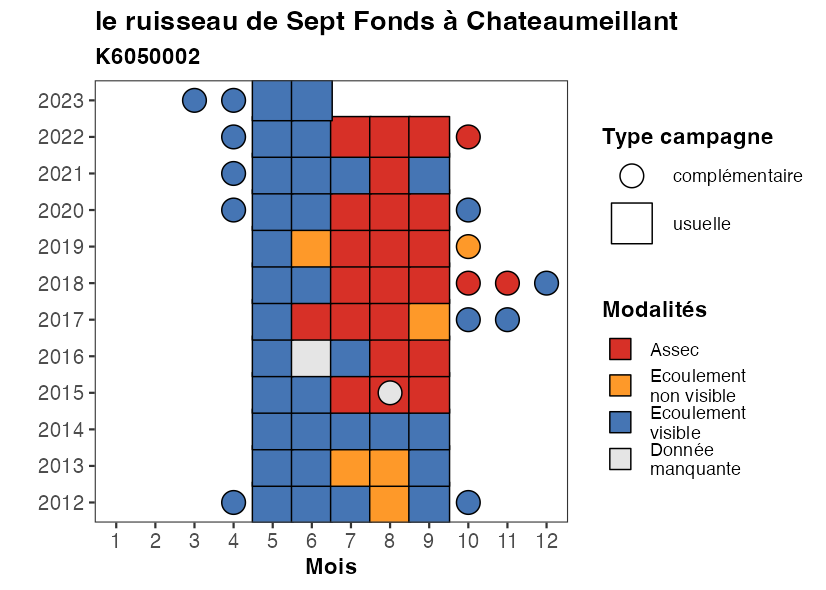 le ruisseau de Sept Fonds à Chateaumeillant
K6050002
2023
2022
2021
2020
2019
2018
2017
2016
2015
2014
2013
2012
1 2 3 4 5 6 7 8 9 10 11 12
Mois
Type campagne
complémentaire
usuelle
Modalités
Assec
Ecoulement
non visible
Ecoulement
visible
Donnée
manquante